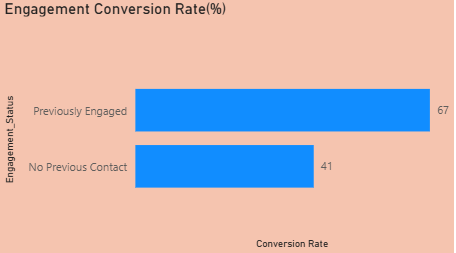 Engagement Conversion Rate(%)
Engagement_Status
Previously Engaged 67
No Previous Contact 41
Conversion Rate